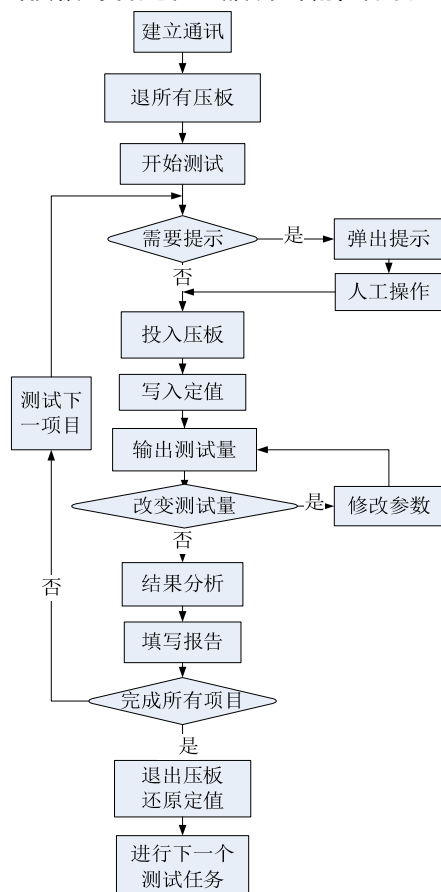 建立通讯
退所有压板
开始测试
需要提示
是
弹出提示
否
人工操作
投入压板
写入定值
测试下
一项目
输出测试量
改变测试量
是
修改参数
否
结果分析
否
填写报告
完成所有项目
是
退出压板
还原定值
进行下一个
测试任务